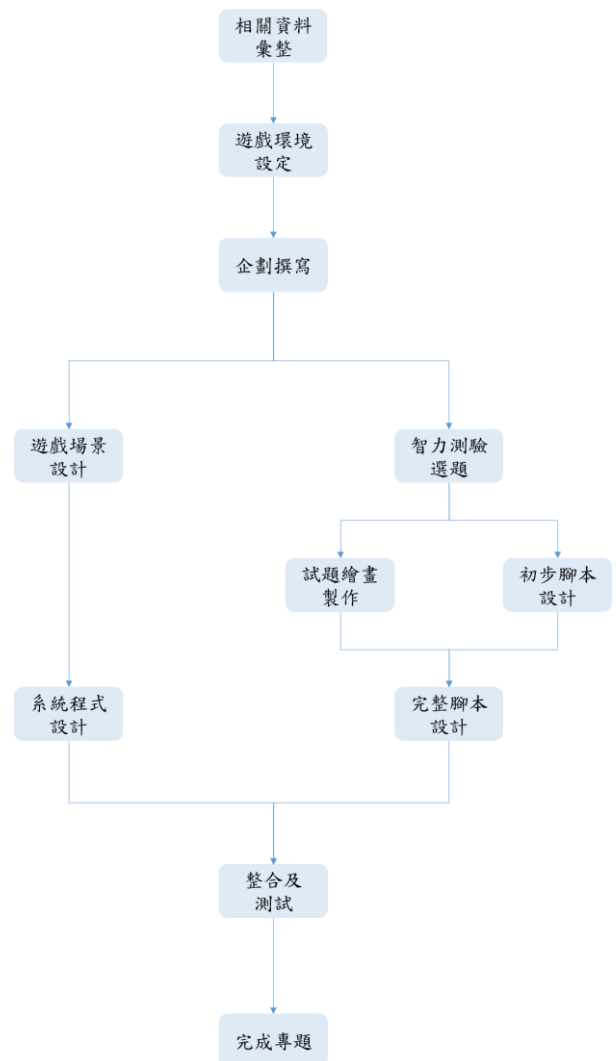 相關資料
彙整
遊戲環境
設定
企劃撰寫
遊戲場景
設計
智力測驗
選題
試題繪畫
製作
初步腳本
設計
系統程式
設計
完整腳本
設計
整合及
測試
完成專題